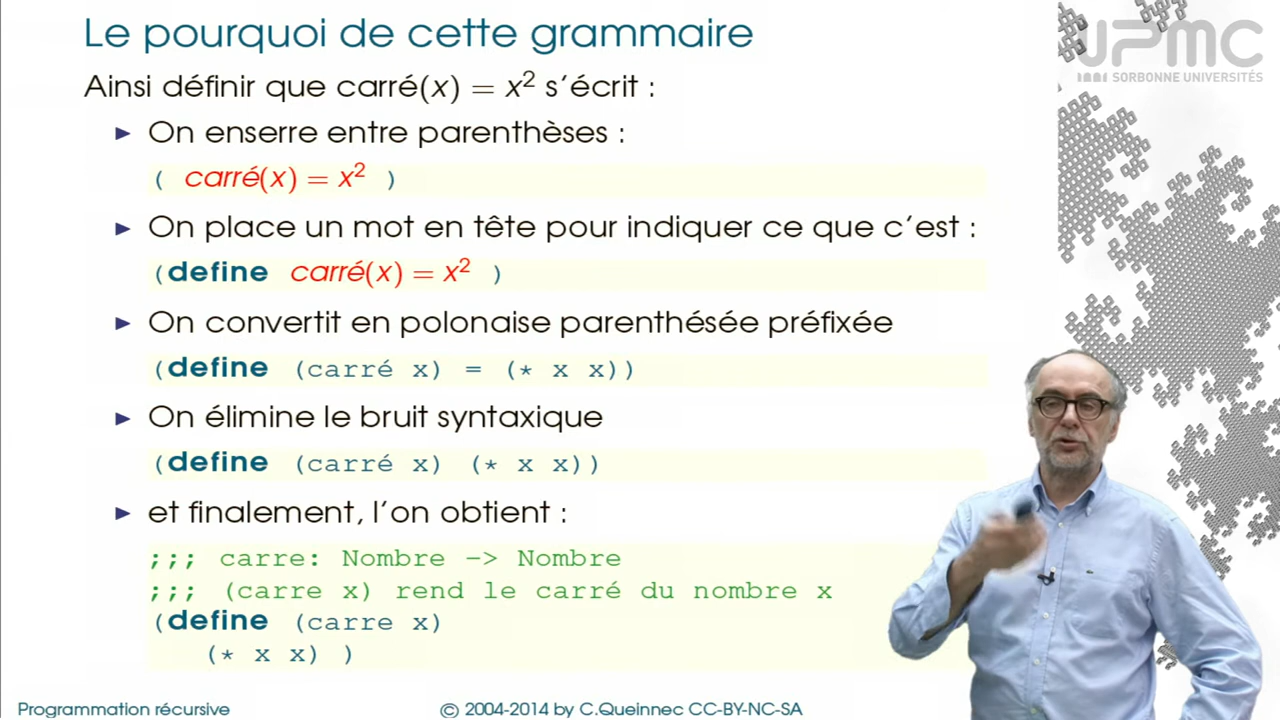 Le pourquoi de cette grammaire
UPMC
SORBONNE UNIVERSITÉS
Ainsi définir que carré(x) = x² s'écrit :
► On enserre entre parenthèses :
( carré(x) = x² )
► On place un mot en tête pour indiquer ce que c'est :
(define carré(x) = x² )
► On convertit en polonaise parenthésée préfixée
(define (carré x) = (* x x))
► On élimine le bruit syntaxique
(define (carré x) (* x x))
► et finalement, l'on obtient :
;;; carre: Nombre -> Nombre
;;; (carre x) rend le carré du nombre x
(define (carre x)
(* x x) )
Programmation récursive
© 2004-2014 by C.Queinnec CC-BY-NC-SA